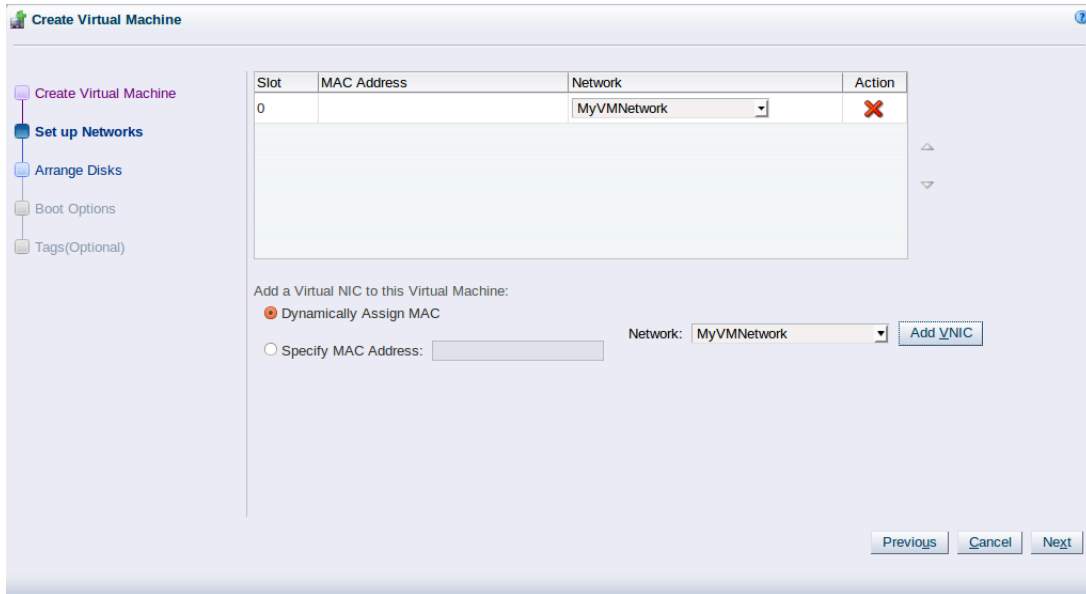 Create Virtual Machine
?
Create Virtual Machine
Set up Networks
Arrange Disks
Boot Options
Tags(Optional)
Slot MAC Address Network Action
0 MyVMNetwork
Add a Virtual NIC to this Virtual Machine:
Dynamically Assign MAC
Specify MAC Address:
Network: MyVMNetwork Add VNIC
Previous Cancel Next